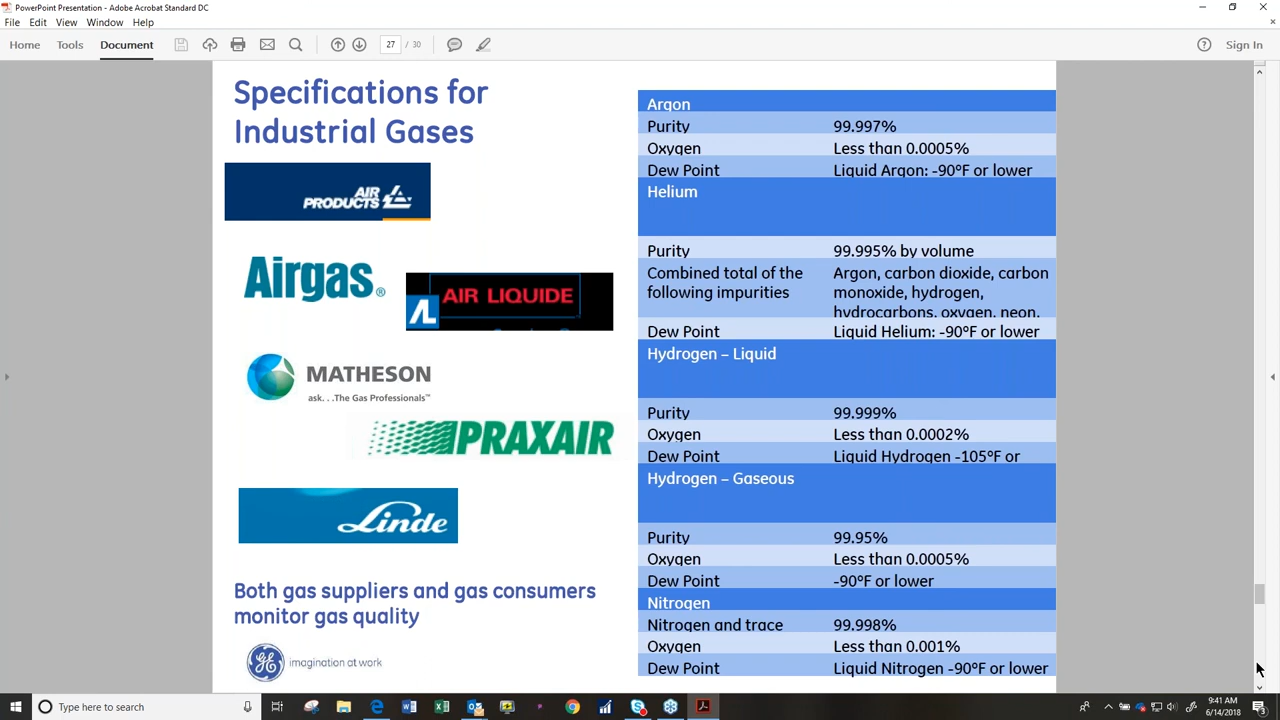 PowerPoint Presentation - Adobe Acrobat Standard DC
File Edit View Window Help
Home Tools Document 27 / 30 Sign In
Specifications for
Industrial Gases
AIR
PRODUCTS
Airgas®
AIR LIQUIDE
AL
MATHESON
ask. . .The Gas Professionals™
PRAXAIR
Linde
Both gas suppliers and gas consumers
monitor gas quality
GE imagination at work
Argon
Purity 99.997%
Oxygen Less than 0.0005%
Dew Point Liquid Argon: -90°F or lower
Helium
Purity 99.995% by volume
Combined total of the Argon, carbon dioxide, carbon
following impurities monoxide, hydrogen,
hydrocarbons, oxygen, neon,
Dew Point Liquid Helium: -90°F or lower
Hydrogen – Liquid
Purity 99.999%
Oxygen Less than 0.0002%
Dew Point Liquid Hydrogen -105°F or
Hydrogen – Gaseous
Purity 99.95%
Oxygen Less than 0.0005%
Dew Point -90°F or lower
Nitrogen
Nitrogen and trace 99.998%
Oxygen Less than 0.001%
Dew Point Liquid Nitrogen -90°F or lower
Type here to search
9:41 AM
6/14/2018